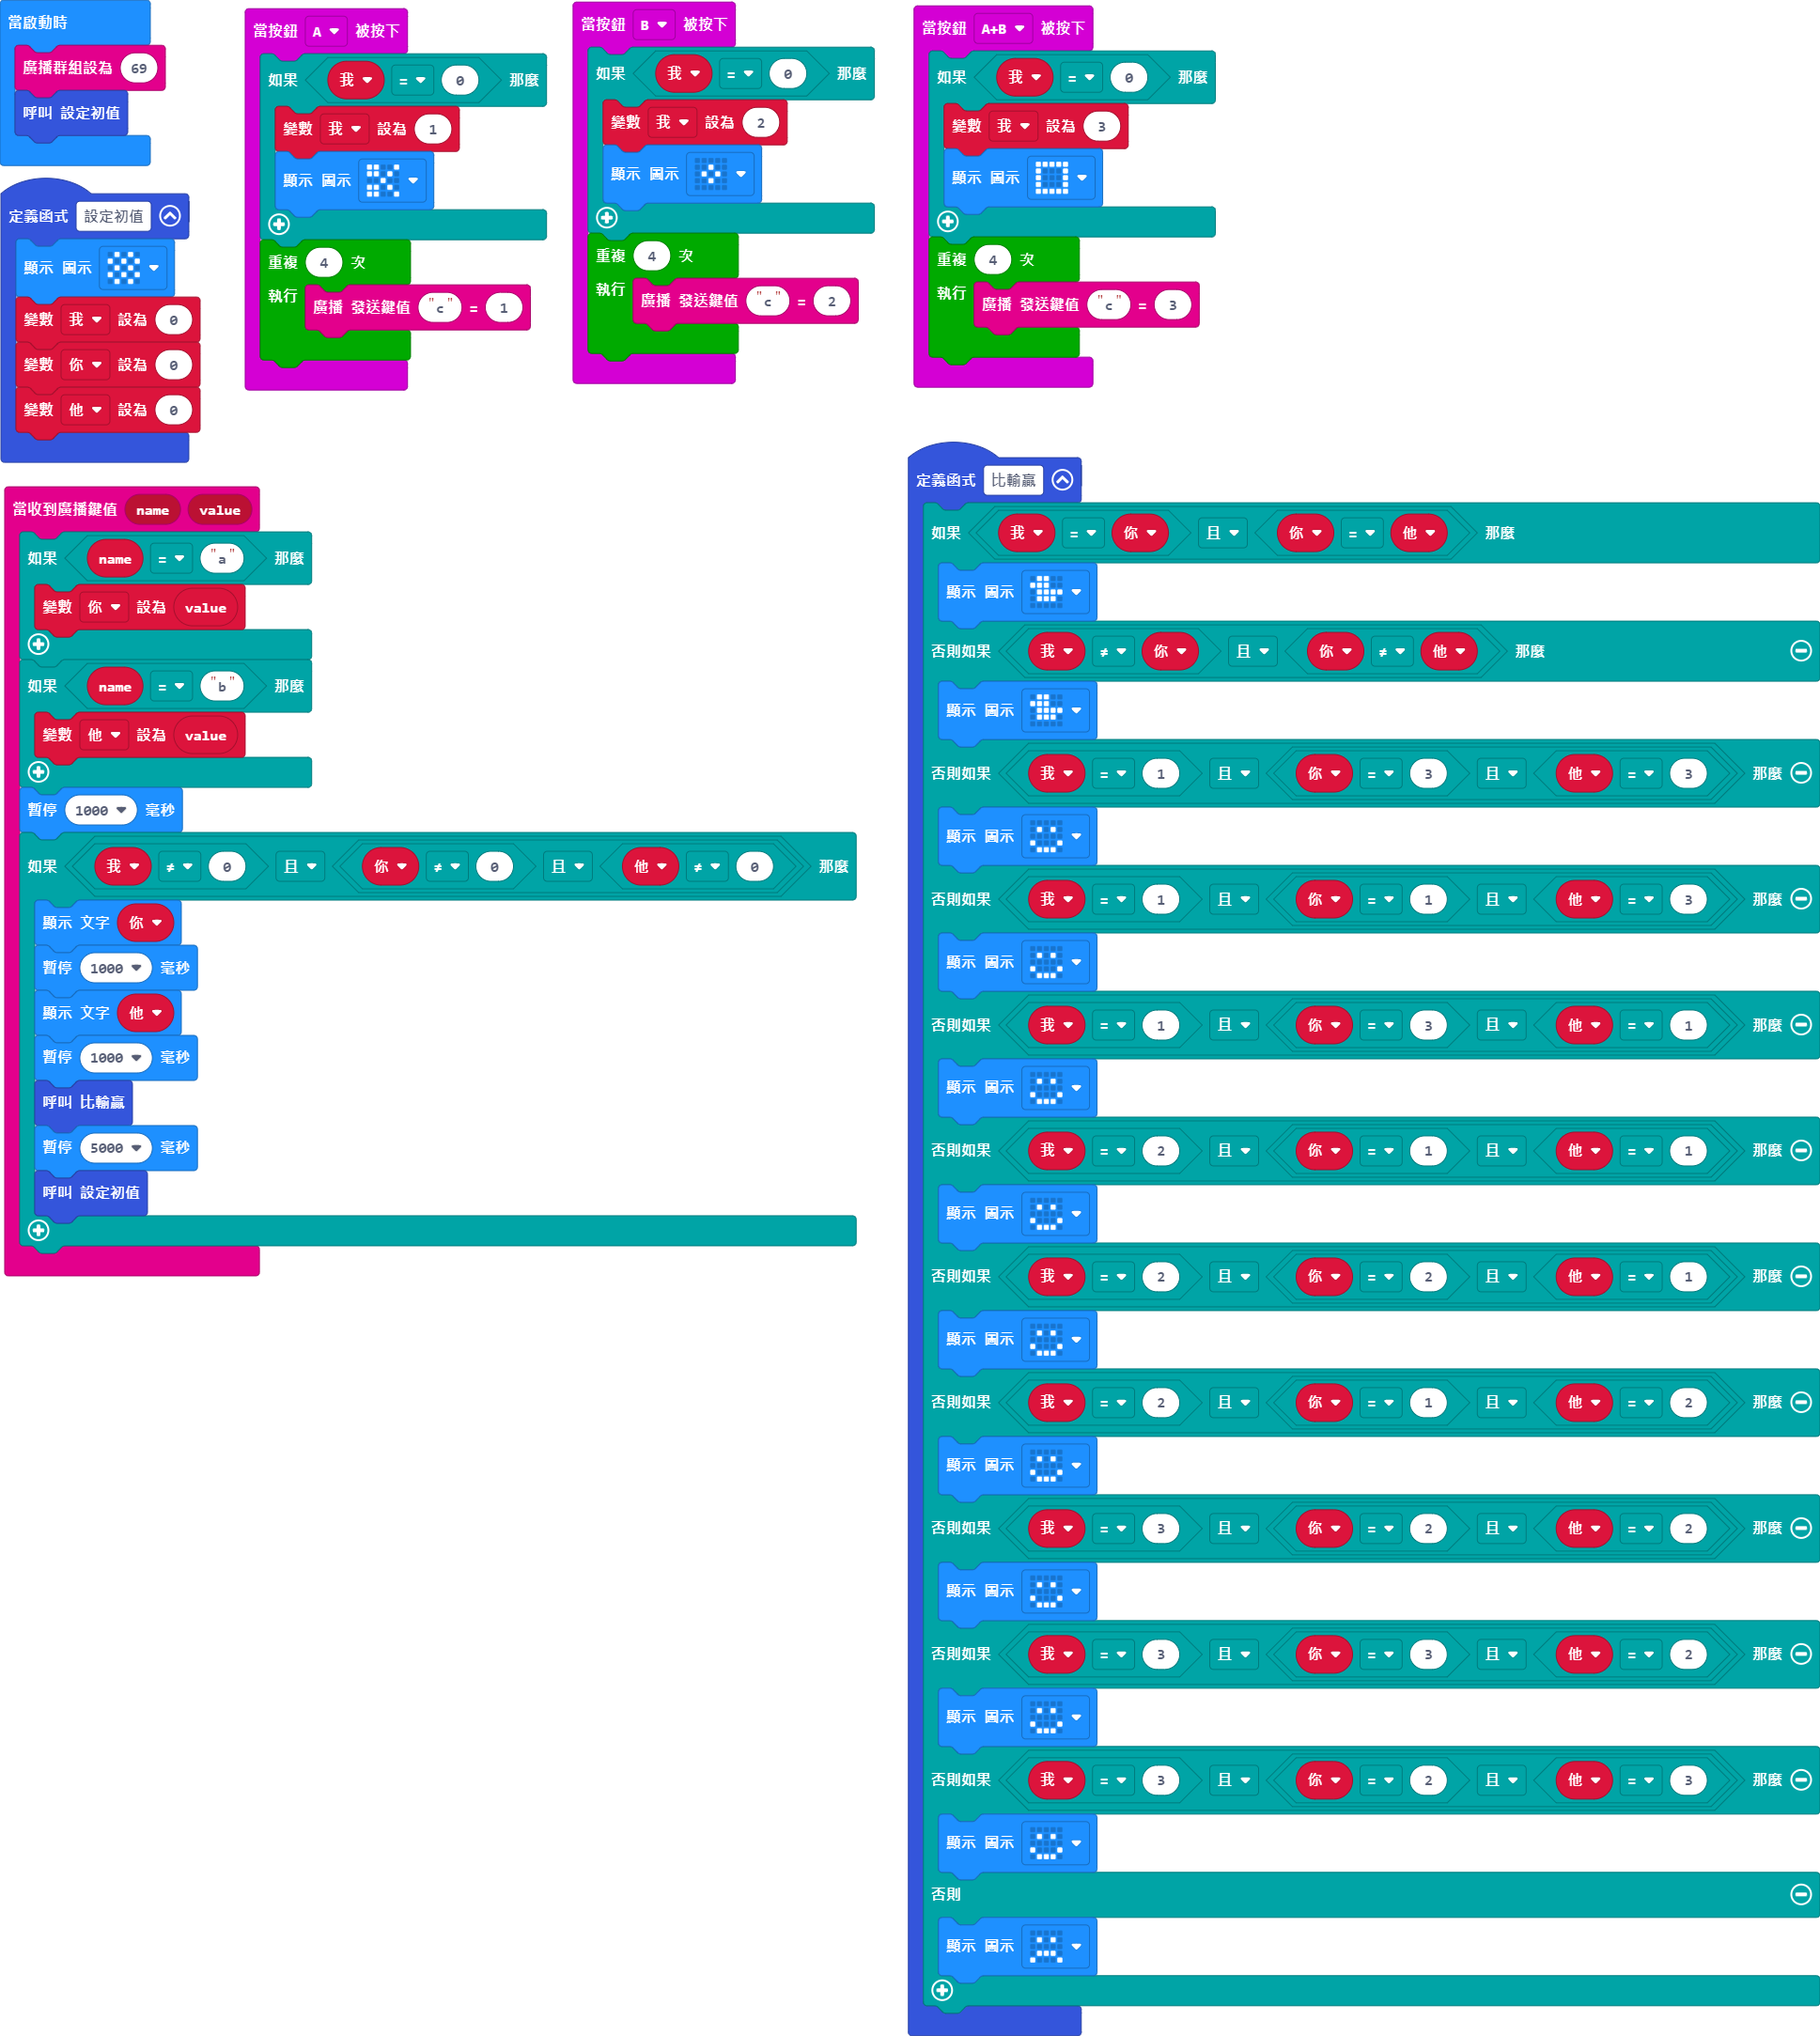 當啟動時
廣播群組設為 69
呼叫 設定初值
定義函式 設定初值
顯示 圖示
變數 我 設為 0
變數 你 設為 0
變數 他 設為 0
當按鈕 A 被按下
如果 我 = 0 那麼
變數 我 設為 1
顯示 圖示
重複 4 次
執行 廣播 發送鍵值 "c" = 1
當按鈕 B 被按下
如果 我 = 0 那麼
變數 我 設為 2
顯示 圖示
重複 4 次
執行 廣播 發送鍵值 "c" = 2
當按鈕 A+B 被按下
如果 我 = 0 那麼
變數 我 設為 3
顯示 圖示
重複 4 次
執行 廣播 發送鍵值 "c" = 3
當收到廣播鍵值 name value
如果 name = "a" 那麼
變數 你 設為 value
如果 name = "b" 那麼
變數 他 設為 value
暫停 1000 毫秒
如果 我 ≠ 0 且 你 ≠ 0 且 他 ≠ 0 那麼
顯示 文字 你
暫停 1000 毫秒
顯示 文字 他
暫停 1000 毫秒
呼叫 比輸贏
暫停 5000 毫秒
呼叫 設定初值
定義函式 比輸贏
如果 我 = 你 且 你 = 他 那麼
顯示 圖示
否則如果 我 ≠ 你 且 你 ≠ 他 那麼
顯示 圖示
否則如果 我 = 1 且 你 = 3 且 他 = 3 那麼
顯示 圖示
否則如果 我 = 1 且 你 = 1 且 他 = 3 那麼
顯示 圖示
否則如果 我 = 1 且 你 = 3 且 他 = 1 那麼
顯示 圖示
否則如果 我 = 2 且 你 = 1 且 他 = 1 那麼
顯示 圖示
否則如果 我 = 2 且 你 = 2 且 他 = 1 那麼
顯示 圖示
否則如果 我 = 2 且 你 = 1 且 他 = 2 那麼
顯示 圖示
否則如果 我 = 3 且 你 = 2 且 他 = 2 那麼
顯示 圖示
否則如果 我 = 3 且 你 = 3 且 他 = 2 那麼
顯示 圖示
否則如果 我 = 3 且 你 = 2 且 他 = 3 那麼
顯示 圖示
否則
顯示 圖示